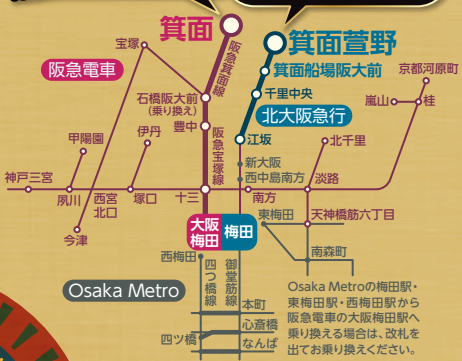 箕面
箕面萱野
宝塚
阪急箕面線
箕面船場阪大前
京都河原町
阪急電車
石橋阪大前
(乗り換え)
千里中央
嵐山
桂
北大阪急行
甲陽園
伊丹
豊中
阪急宝塚線
江坂
北千里
新大阪
西中島南方
神戸三宮
夙川
西宮
北口
塚口
十三
南方
淡路
今津
大阪
梅田
梅田
東梅田
天神橋筋六丁目
西梅田
南森町
Osaka Metro
四つ橋線
御堂筋線
本町
心斎橋
四ツ橋
なんば
Osaka Metroの梅田駅・
東梅田駅・西梅田駅から
阪急電車の大阪梅田駅へ
乗り換える場合は、改札を
出てお乗り換えください。